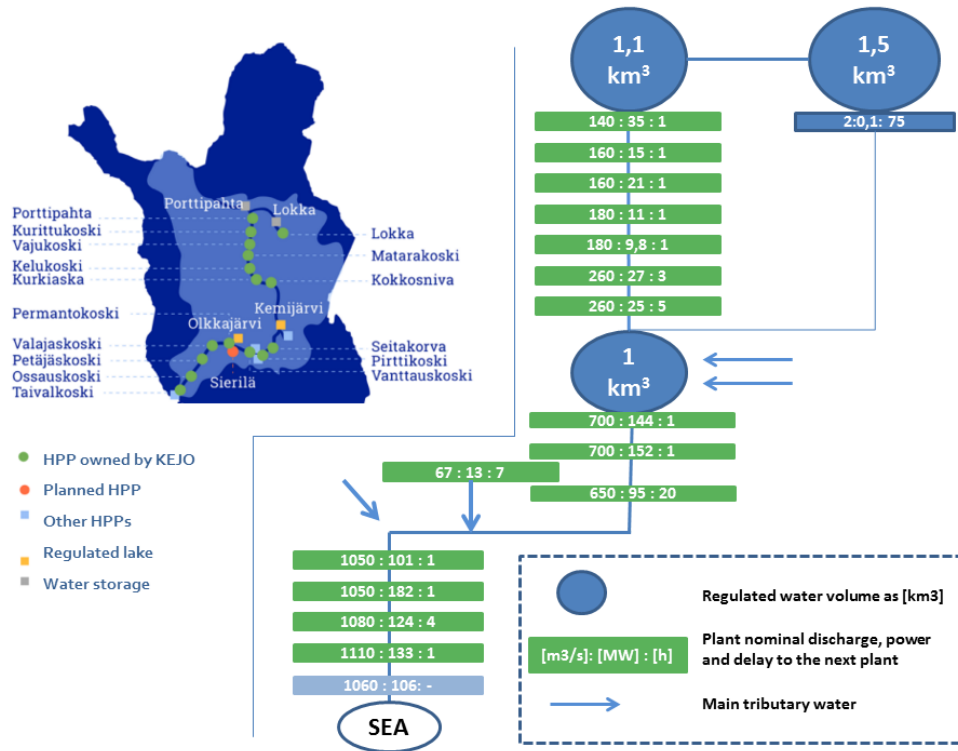 Porttipahta
Kurittukoski
Vajukoski
Kelukoski
Kurkiaska
Permantokoski
Valajaskoski
Petäjäskoski
Ossauskoski
Taivalkoski
Porttipahta
Lokka
Kemijärvi
Olkkajärvi
Sierilä
Lokka
Matarakoski
Kokkosniva
Seitakorva
Pirttikoski
Vanttauskoski
HPP owned by KEJO
Planned HPP
Other HPPs
Regulated lake
Water storage
1,1
km³
1,5
km³
140 : 35 : 1
2:0,1: 75
160 : 15 : 1
160 : 21 : 1
180 : 11 : 1
180 : 9,8 : 1
260 : 27 : 3
260 : 25 : 5
1
km³
700 : 144 : 1
700 : 152 : 1
67 : 13 : 7
650 : 95 : 20
1050 : 101 : 1
1050 : 182 : 1
1080 : 124 : 4
1110 : 133 : 1
1060 : 106: -
SEA
Regulated water volume as [km3]
[m3/s]: [MW] : [h]
Plant nominal discharge, power
and delay to the next plant
Main tributary water